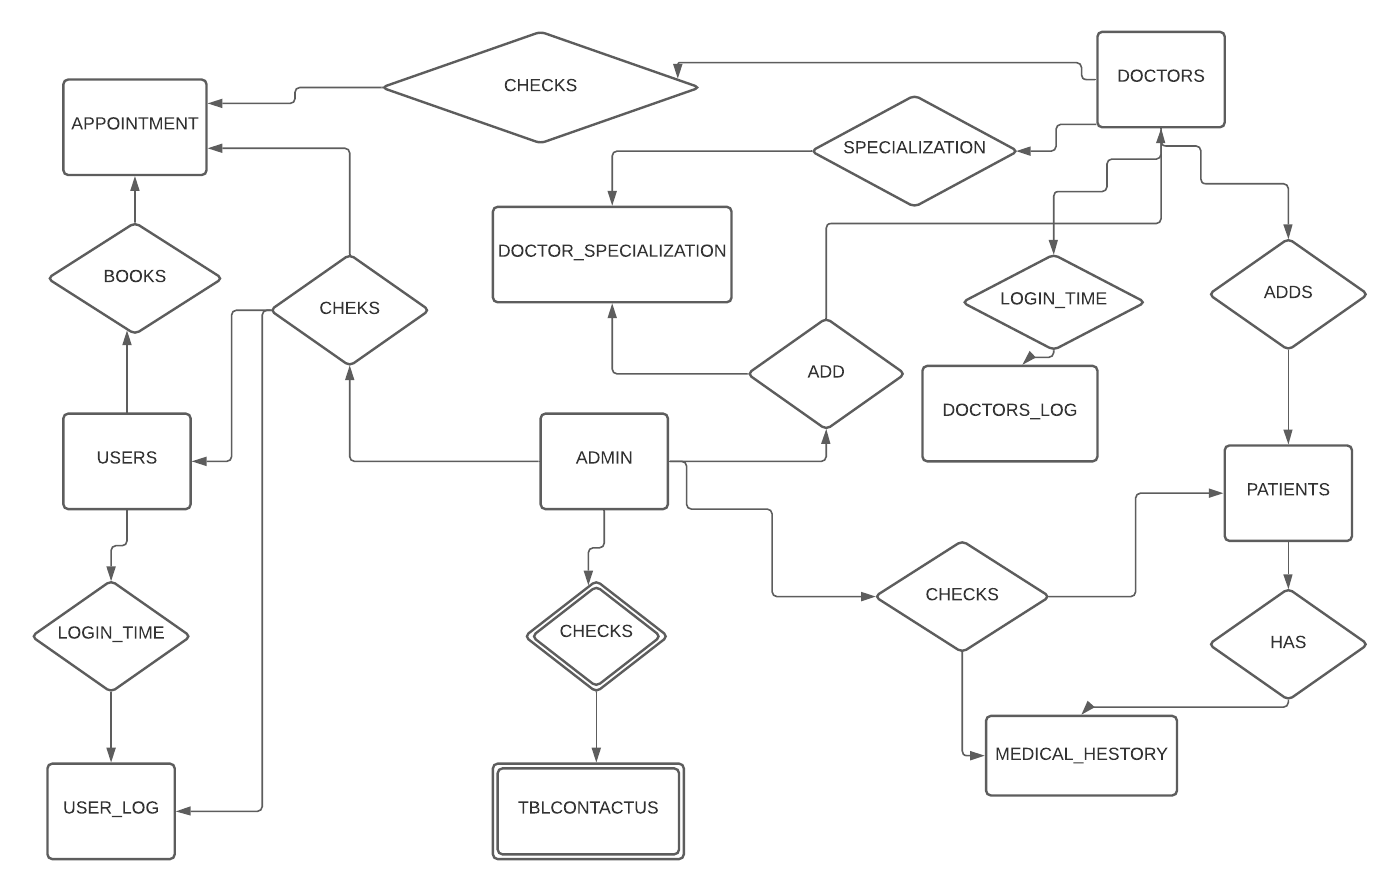 DOCTORS
CHECKS
APPOINTMENT
SPECIALIZATION
DOCTOR_SPECIALIZATION
BOOKS
LOGIN_TIME
ADDS
CHEKS
ADD
DOCTORS_LOG
USERS
ADMIN
PATIENTS
CHECKS
LOGIN_TIME
CHECKS
HAS
MEDICAL_HESTORY
USER_LOG
TBLCONTACTUS